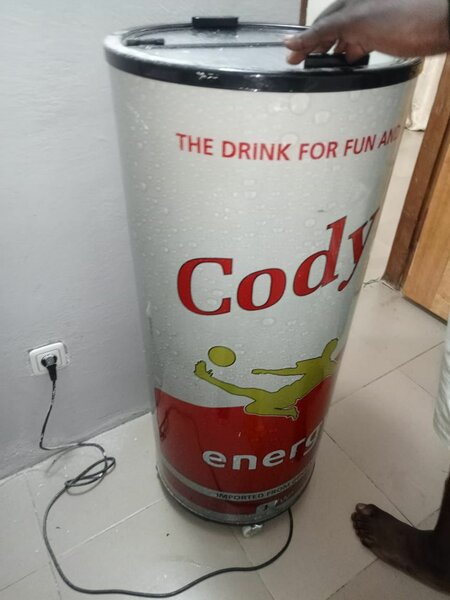 THE DRINK FOR FUN AND
Cody
energ
IMPORTED FROM